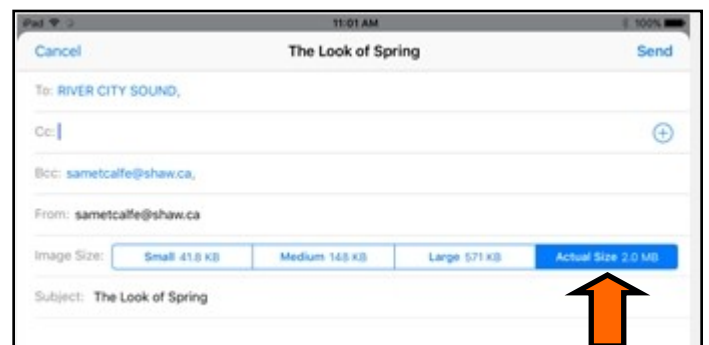 iPad 11:01 AM 100%
Cancel The Look of Spring Send
To: RIVER CITY SOUND,
Cc:
Bcc: sametcalfe@shaw.ca,
From: sametcalfe@shaw.ca
Image Size: Small 41.8 KB Medium 148 KB Large 571 KB Actual Size 2.0 MB
Subject: The Look of Spring